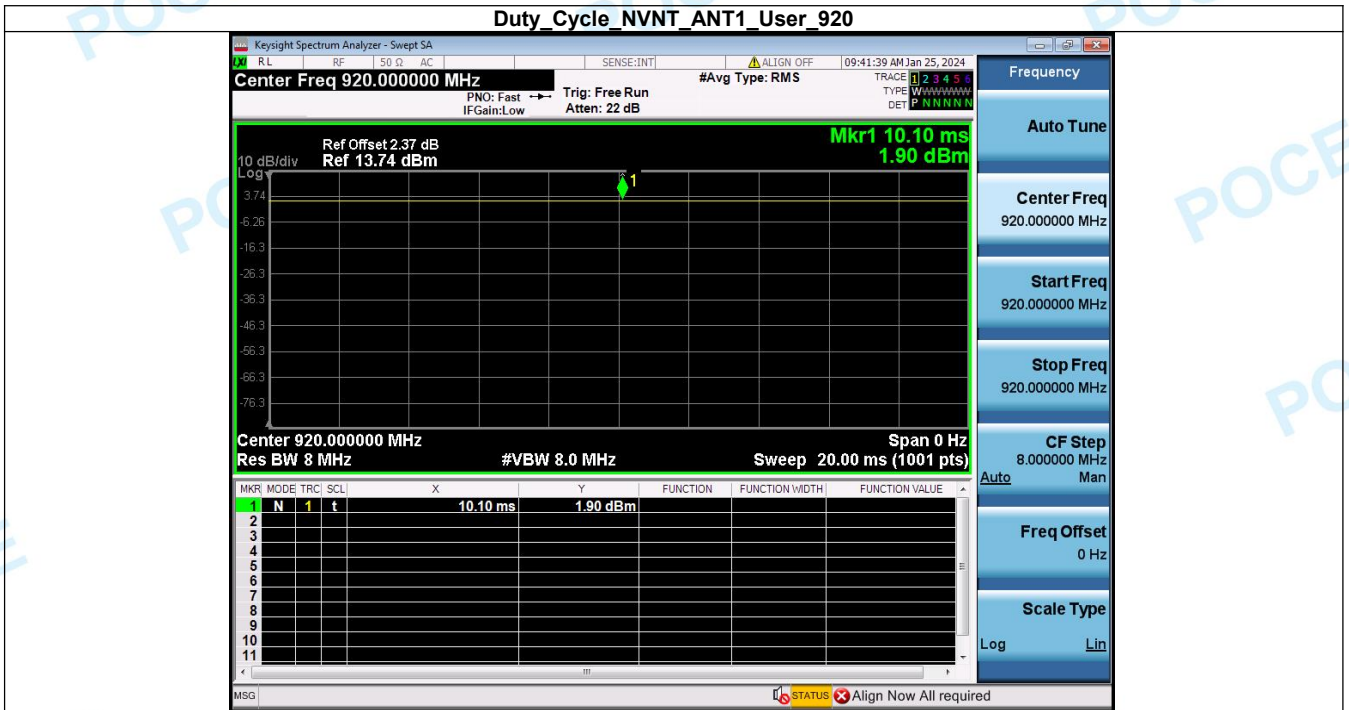 Duty_Cycle_NVNT_ANT1_User_920
Keysight Spectrum Analyzer - Swept SA
LXI RL RF 50 Ω AC SENSE:INT ALIGN OFF 09:41:39 AM Jan 25, 2024
Center Freq 920.000000 MHz
PNO: Fast
IFGain:Low
Trig: Free Run
Atten: 22 dB
#Avg Type: RMS
TRACE 1 2 3 4 5 6
TYPE WWWWWW
DET P N N N N N
Ref Offset 2.37 dB
10 dB/div Ref 13.74 dBm
Log
Mkr1 10.10 ms
1.90 dBm
1
3.74
-6.26
-16.3
-26.3
-36.3
-46.3
-56.3
-66.3
-76.3
Center 920.000000 MHz Span 0 Hz
Res BW 8 MHz #VBW 8.0 MHz Sweep 20.00 ms (1001 pts)
MKR MODE TRC SCL X Y FUNCTION FUNCTION WIDTH FUNCTION VALUE
1 N 1 t 10.10 ms 1.90 dBm
2
3
4
5
6
7
8
9
10
11
MSG STATUS Align Now All required
Frequency
Auto Tune
Center Freq
920.000000 MHz
Start Freq
920.000000 MHz
Stop Freq
920.000000 MHz
CF Step
8.000000 MHz
Auto Man
Freq Offset
0 Hz
Scale Type
Log Lin
POCE